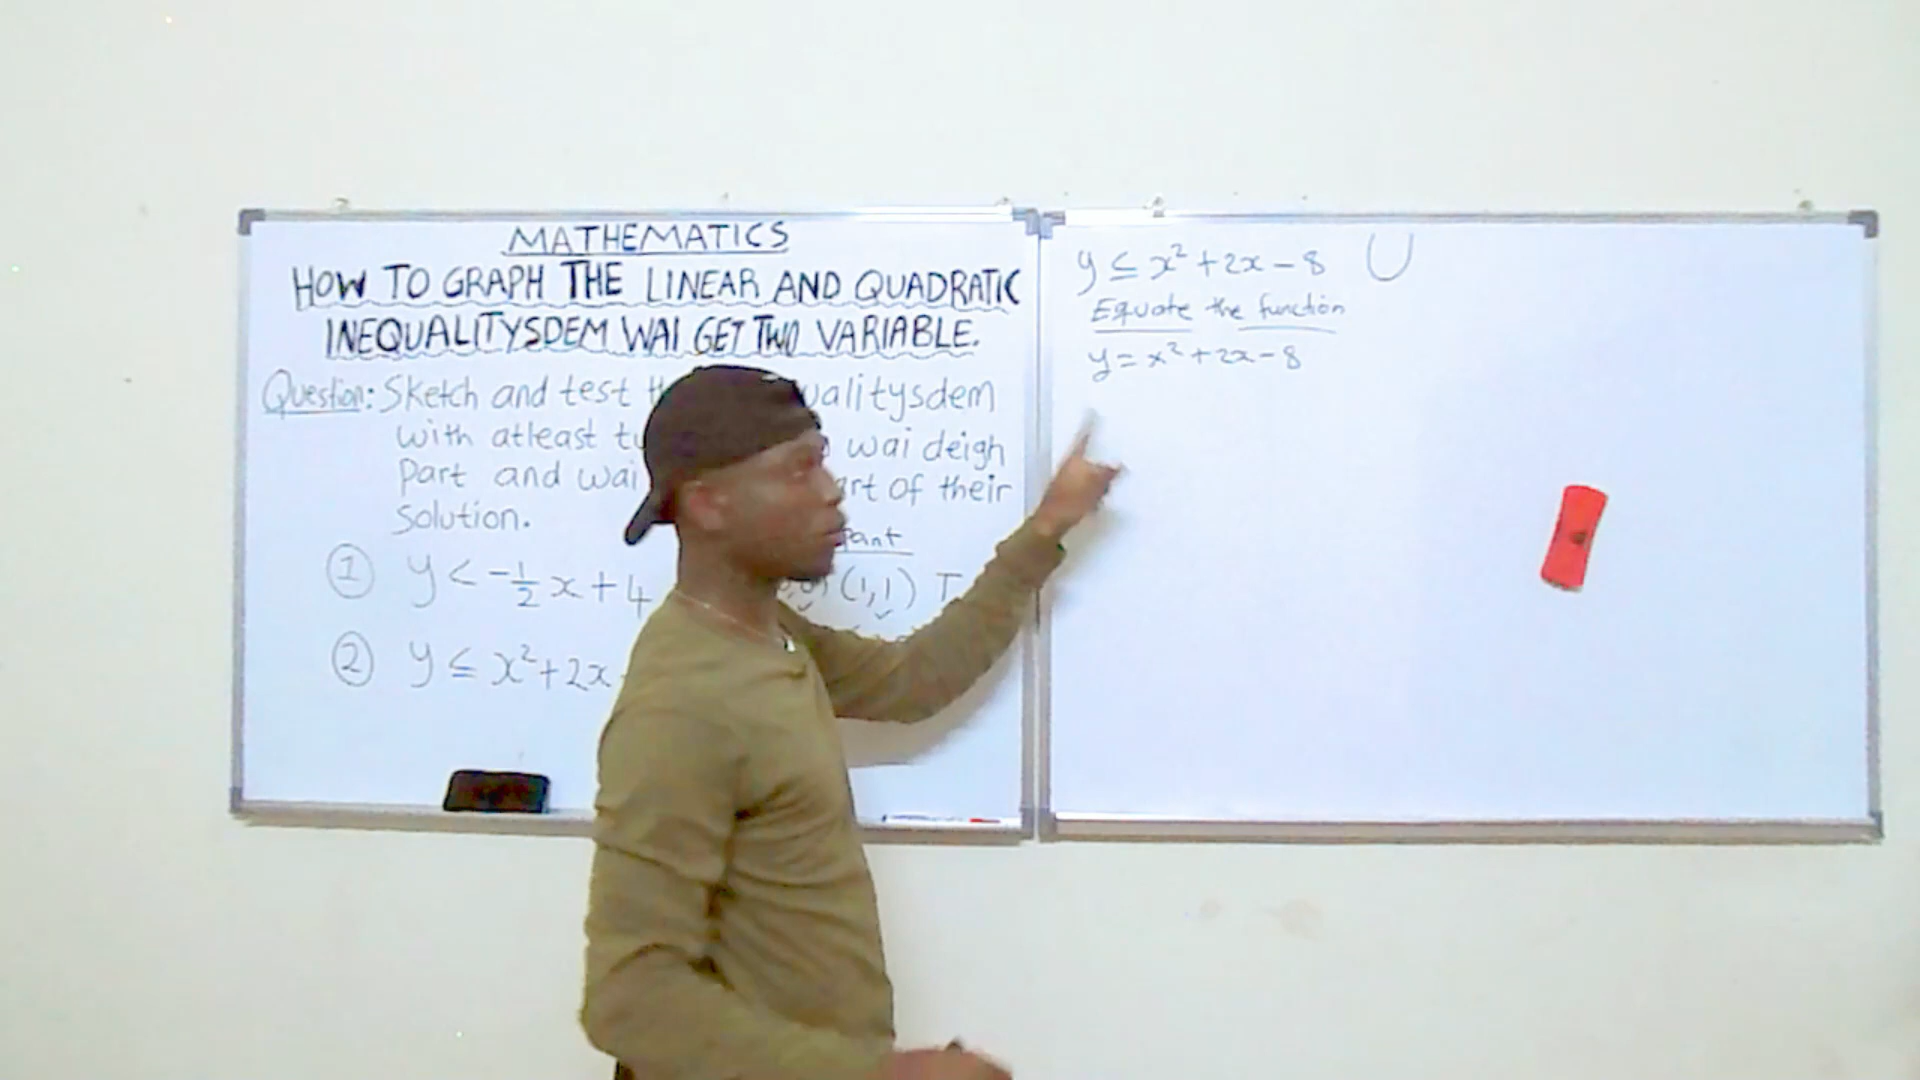 MATHEMATICS
HOW TO GRAPH THE LINEAR AND QUADRATIC
INEQUALITYSDEM WAI GET TWO VARIABLE.
Question: Sketch and test ualitysdem
with atleast wai deigh
Part and wai art of their
Solution.
① y < -1/2 x + 4 (1,1) T
② y ≤ x² + 2x
y ≤ x² + 2x - 8
Equate the function
y = x² + 2x - 8